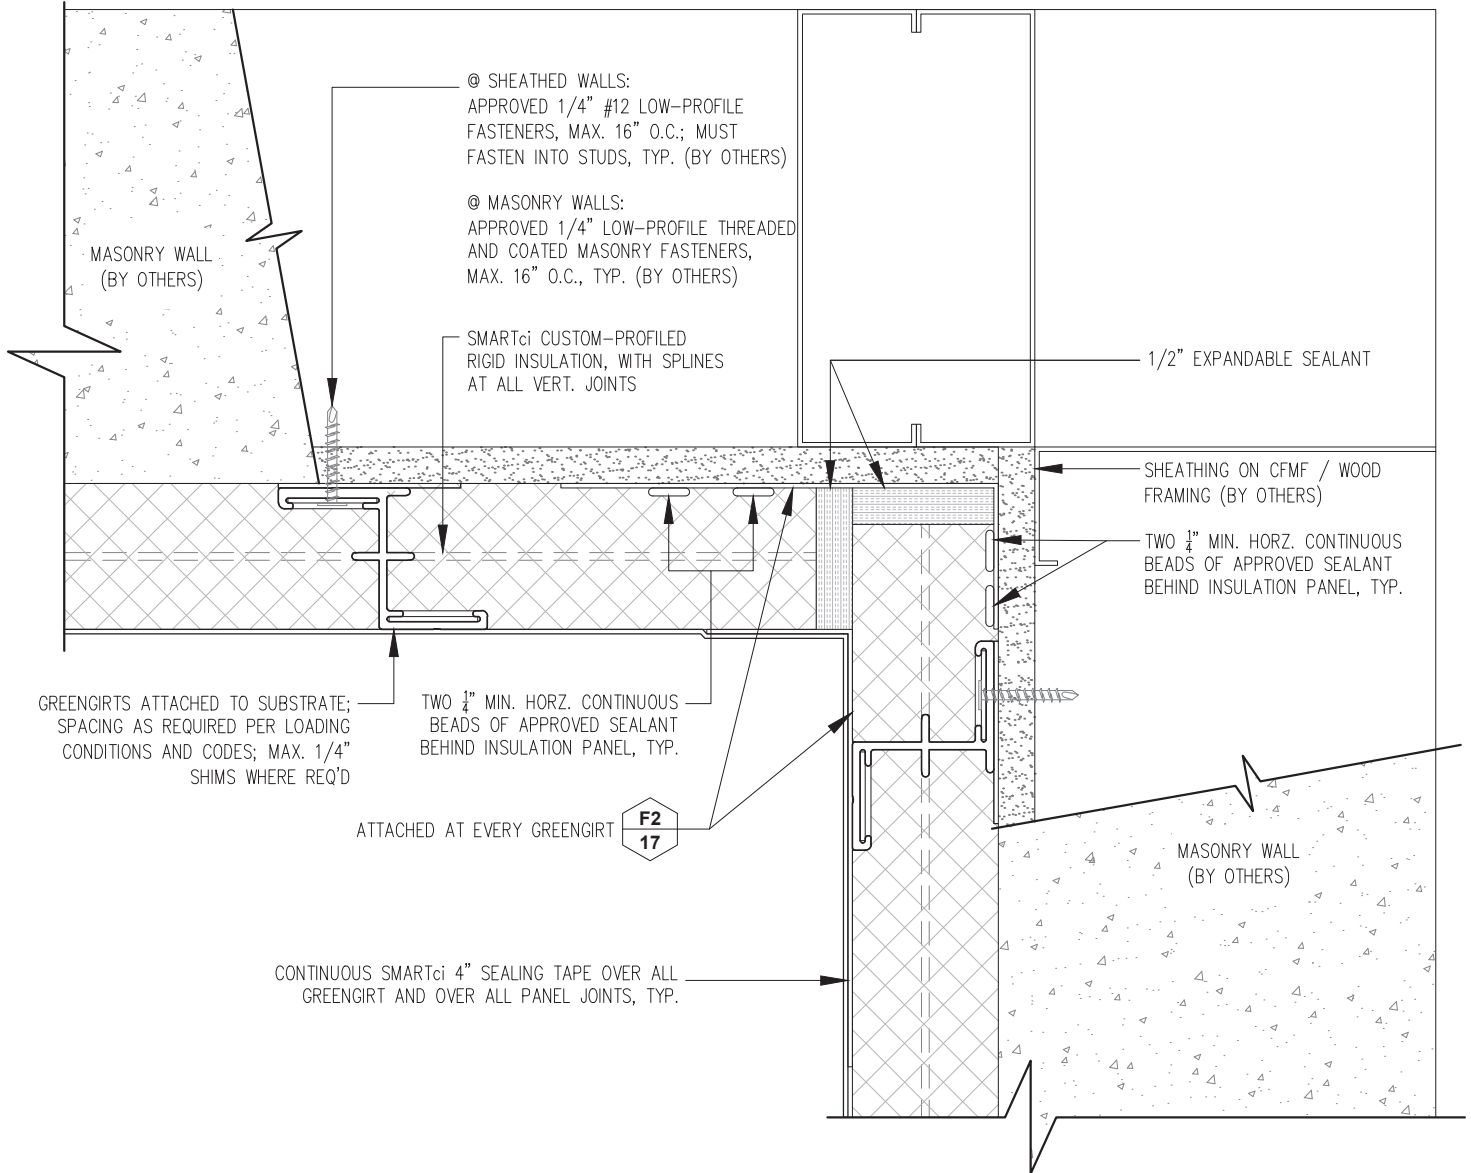 @ SHEATHED WALLS:
APPROVED 1/4" #12 LOW-PROFILE
FASTENERS, MAX. 16" O.C.; MUST
FASTEN INTO STUDS, TYP. (BY OTHERS)
@ MASONRY WALLS:
APPROVED 1/4" LOW-PROFILE THREADED
AND COATED MASONRY FASTENERS,
MAX. 16" O.C., TYP. (BY OTHERS)
MASONRY WALL
(BY OTHERS)
SMARTci CUSTOM-PROFILED
RIGID INSULATION, WITH SPLINES
AT ALL VERT. JOINTS
1/2" EXPANDABLE SEALANT
SHEATHING ON CFMF / WOOD
FRAMING (BY OTHERS)
TWO 1/4" MIN. HORZ. CONTINUOUS
BEADS OF APPROVED SEALANT
BEHIND INSULATION PANEL, TYP.
GREENGIRTS ATTACHED TO SUBSTRATE;
SPACING AS REQUIRED PER LOADING
CONDITIONS AND CODES; MAX. 1/4"
SHIMS WHERE REQ'D
TWO 1/4" MIN. HORZ. CONTINUOUS
BEADS OF APPROVED SEALANT
BEHIND INSULATION PANEL, TYP.
ATTACHED AT EVERY GREENGIRT
F2
17
MASONRY WALL
(BY OTHERS)
CONTINUOUS SMARTci 4" SEALING TAPE OVER ALL
GREENGIRT AND OVER ALL PANEL JOINTS, TYP.